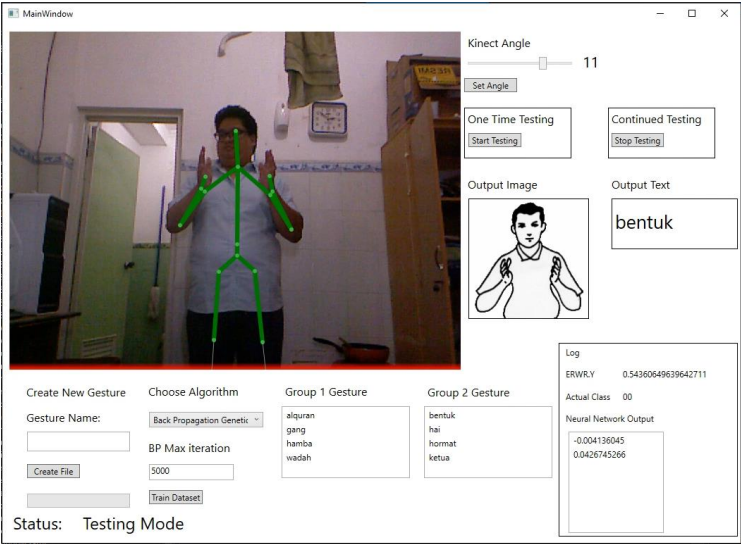 MainWindow
Kinect Angle
11
Set Angle
One Time Testing
Start Testing
Continued Testing
Stop Testing
Output Image
Output Text
bentuk
Log
ERWR.Y 0.54360649639642711
Actual Class 00
Neural Network Output
-0.004136045
0.0426745266
Create New Gesture
Gesture Name:
Create File
Choose Algorithm
Back Propagation Genetic
BP Max iteration
5000
Train Dataset
Group 1 Gesture
alquran
gang
hamba
wadah
Group 2 Gesture
bentuk
hai
hormat
ketua
Status: Testing Mode